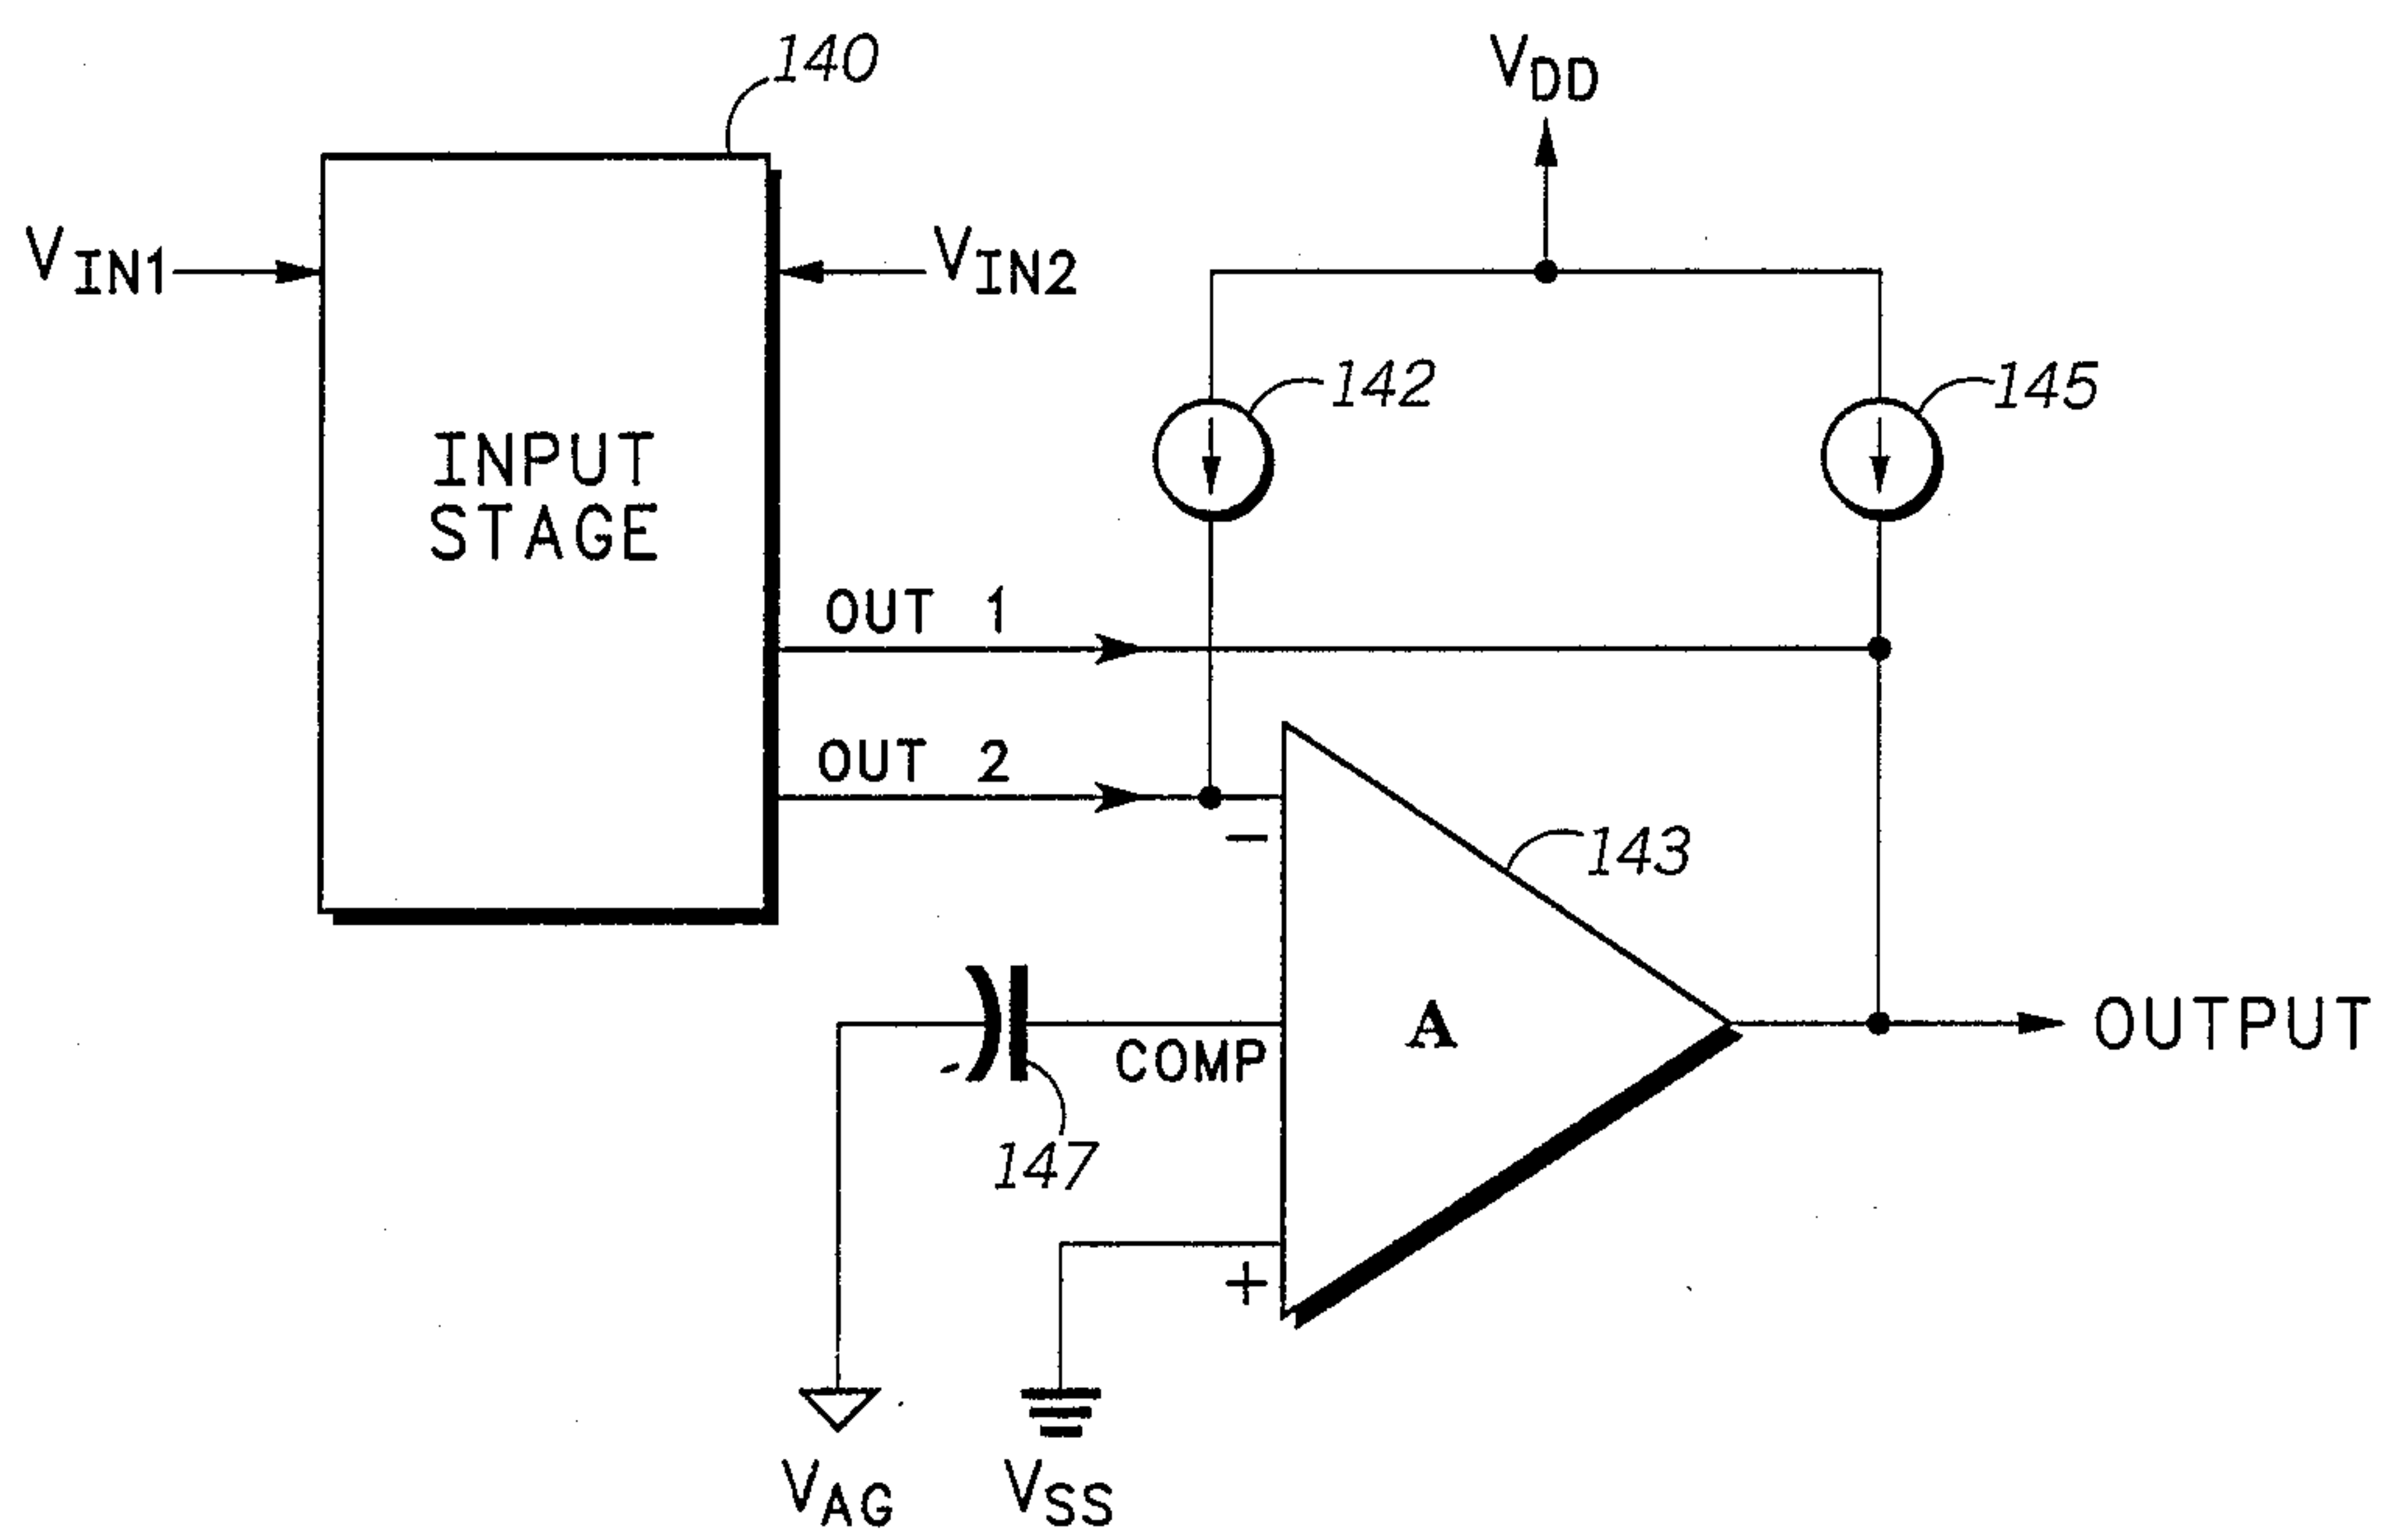 140
VDD
VIN1
VIN2
142
145
INPUT
STAGE
OUT 1
OUT 2
−
143
A
OUTPUT
COMP
147
+
VAG
VSS